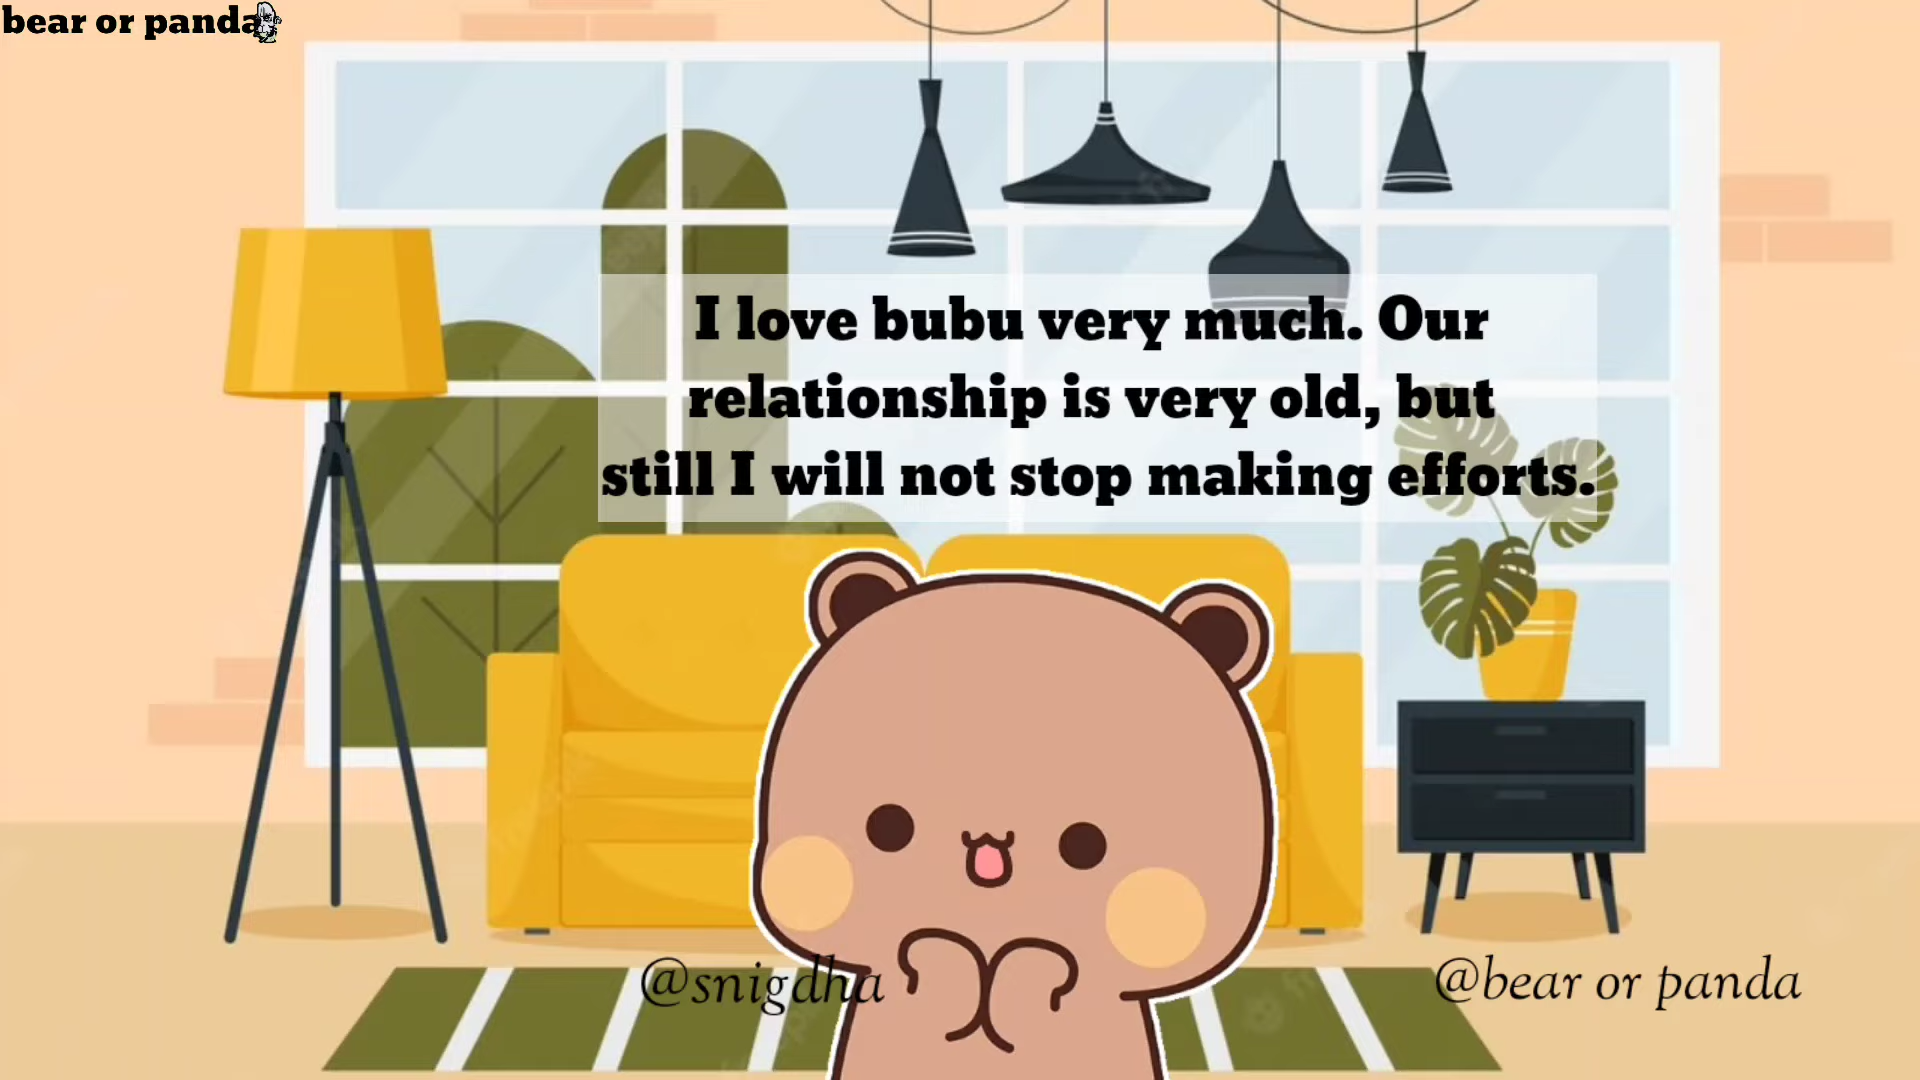 bear or panda
I love bubu very much. Our
relationship is very old, but
still I will not stop making efforts.
@snigdha
@bear or panda